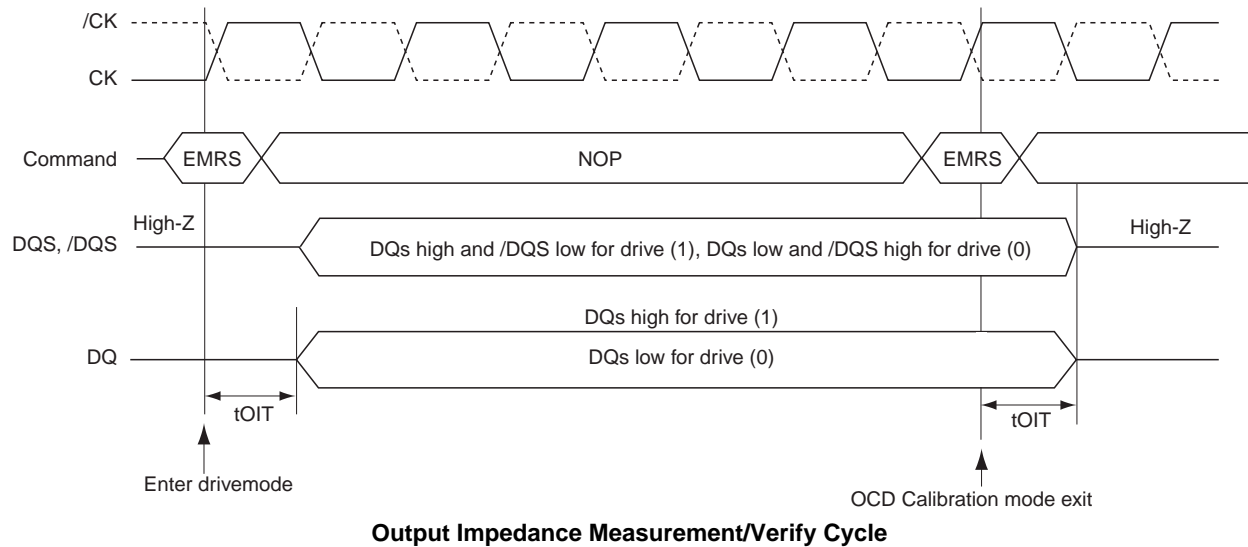 /CK
CK
Command
EMRS
NOP
EMRS
High-Z
High-Z
DQS, /DQS
DQs high and /DQS low for drive (1), DQs low and /DQS high for drive (0)
DQs high for drive (1)
DQ
DQs low for drive (0)
tOIT
tOIT
Enter drivemode
OCD Calibration mode exit
Output Impedance Measurement/Verify Cycle